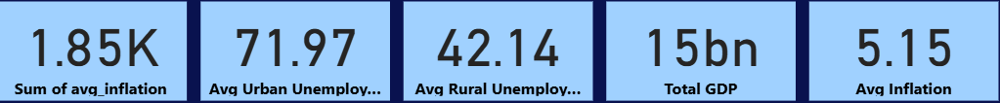 1.85K
Sum of avg_inflation
71.97
Avg Urban Unemploy...
42.14
Avg Rural Unemploy...
15bn
Total GDP
5.15
Avg Inflation